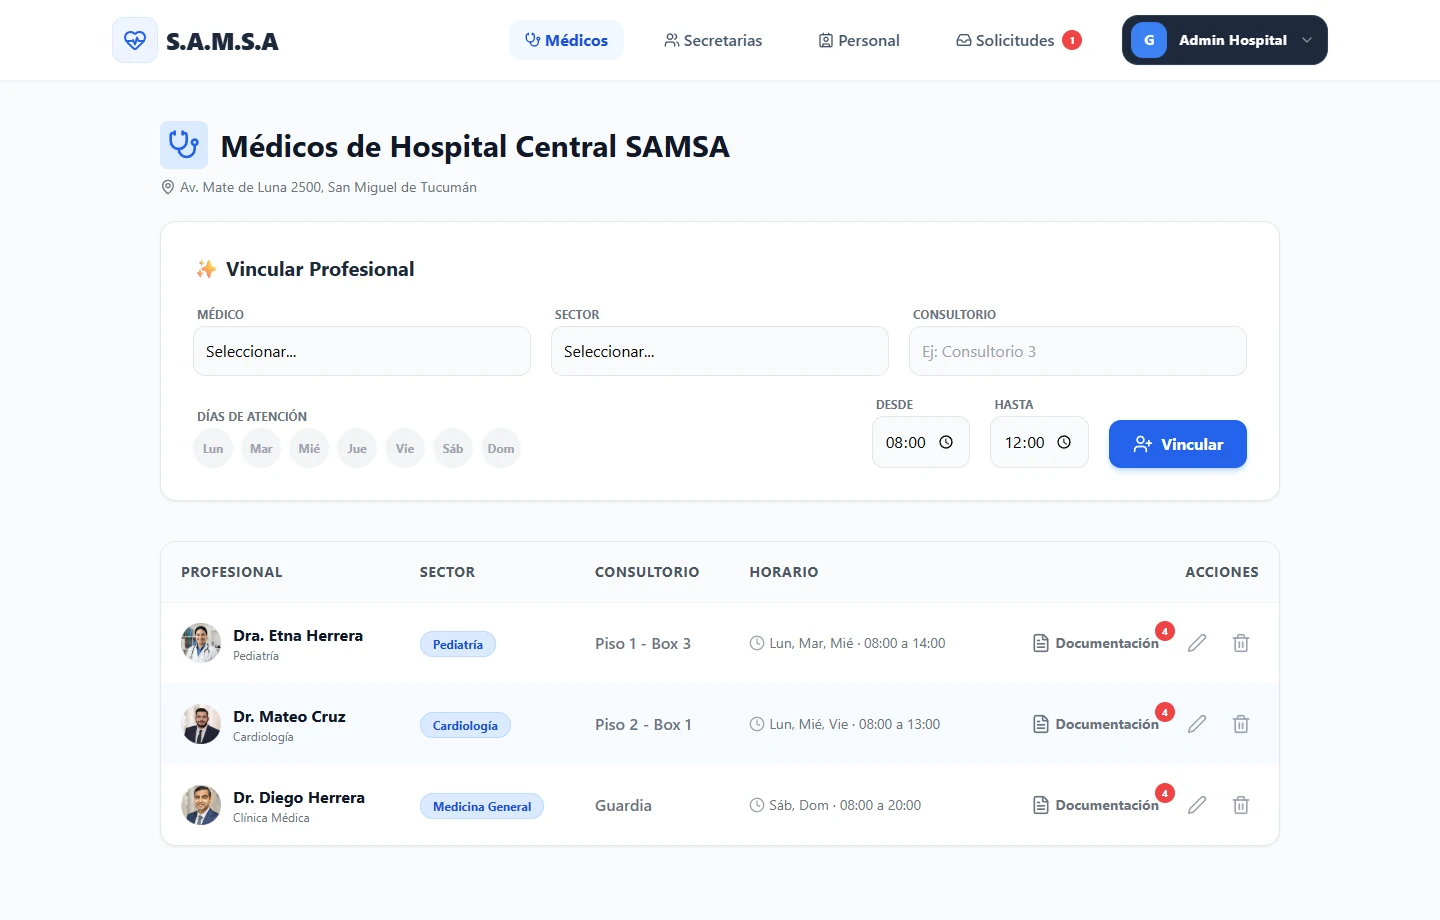 S.A.M.S.A
Médicos
Secretarias
Personal
Solicitudes 1
G Admin Hospital
Médicos de Hospital Central SAMSA
Av. Mate de Luna 2500, San Miguel de Tucumán
✨ Vincular Profesional
MÉDICO
SECTOR
CONSULTORIO
Seleccionar...
Seleccionar...
Ej: Consultorio 3
DÍAS DE ATENCIÓN
Lun Mar Mié Jue Vie Sáb Dom
DESDE
HASTA
08:00
12:00
Vincular
PROFESIONAL SECTOR CONSULTORIO HORARIO ACCIONES
Dra. Etna Herrera
Pediatría
Pediatría
Piso 1 - Box 3
Lun, Mar, Mié · 08:00 a 14:00
Documentación 4
Dr. Mateo Cruz
Cardiología
Cardiología
Piso 2 - Box 1
Lun, Mié, Vie · 08:00 a 13:00
Documentación 4
Dr. Diego Herrera
Clínica Médica
Medicina General
Guardia
Sáb, Dom · 08:00 a 20:00
Documentación 4